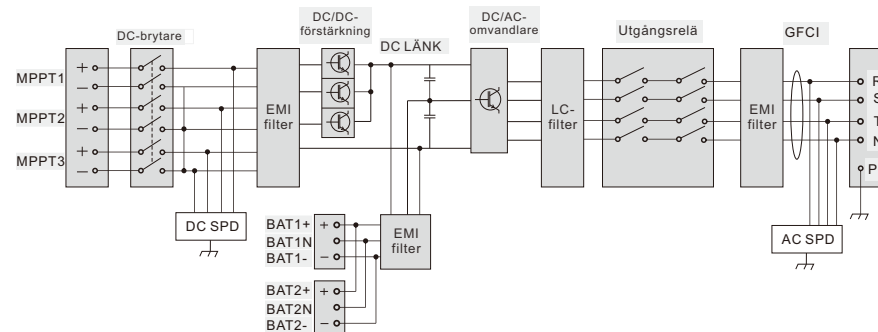 DC-brytare
DC/DC-
förstärkning
DC LÄNK
DC/AC-
omvandlare
Utgångsrelä
GFCI
MPPT1
MPPT2
MPPT3
+
−
+
−
+
−
EMI
filter
LC-
filter
EMI
filter
R
S
T
N
P
DC SPD
AC SPD
BAT1+
BAT1N
BAT1-
+
−
EMI
filter
BAT2+
BAT2N
BAT2-
+
−